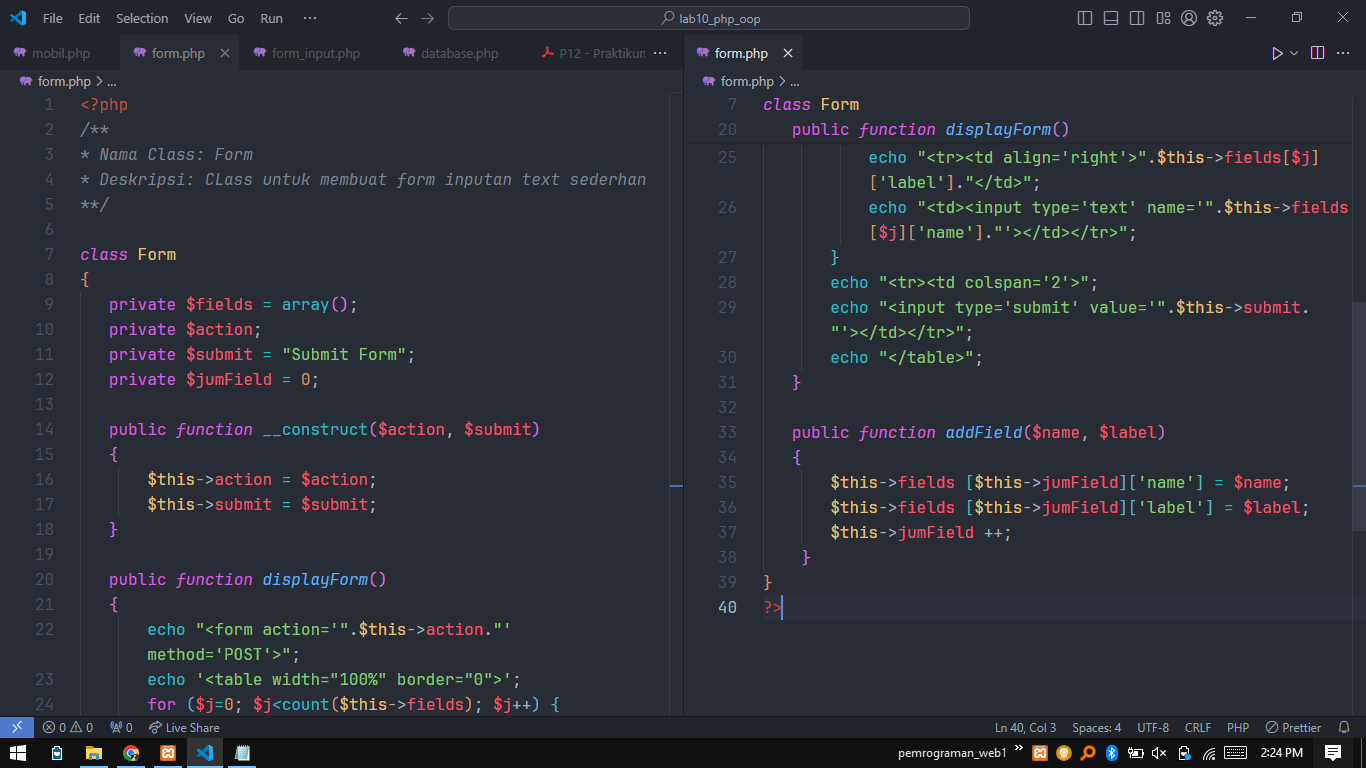 File Edit Selection View Go Run ···
lab10_php_oop
mobil.php form.php form_input.php database.php P12 - Praktikun ···
form.php > ...
1 <?php
2 /**
3 * Nama Class: Form
4 * Deskripsi: CLass untuk membuat form inputan text sederhan
5 **/
6
7 class Form
8 {
9 private $fields = array();
10 private $action;
11 private $submit = "Submit Form";
12 private $jumField = 0;
13
14 public function __construct($action, $submit)
15 {
16 $this->action = $action;
17 $this->submit = $submit;
18 }
19
20 public function displayForm()
21 {
22 echo "<form action='".$this->action."'
method='POST'>";
23 echo '<table width="100%" border="0">';
24 for ($j=0; $j<count($this->fields); $j++) {
form.php
form.php > ...
7 class Form
20 public function displayForm()
25 echo "<tr><td align='right'>".$this->fields[$j]
['label']."</td>";
26 echo "<td><input type='text' name='".$this->fields
[$j]['name']."'></td></tr>";
27 }
28 echo "<tr><td colspan='2'>";
29 echo "<input type='submit' value='".$this->submit.
"'></td></tr>";
30 echo "</table>";
31 }
32
33 public function addField($name, $label)
34 {
35 $this->fields [$this->jumField]['name'] = $name;
36 $this->fields [$this->jumField]['label'] = $label;
37 $this->jumField ++;
38 }
39 }
40 ?>
0 0 0 Live Share
Ln 40, Col 3 Spaces: 4 UTF-8 CRLF PHP Prettier
pemrograman_web1 2:24 PM